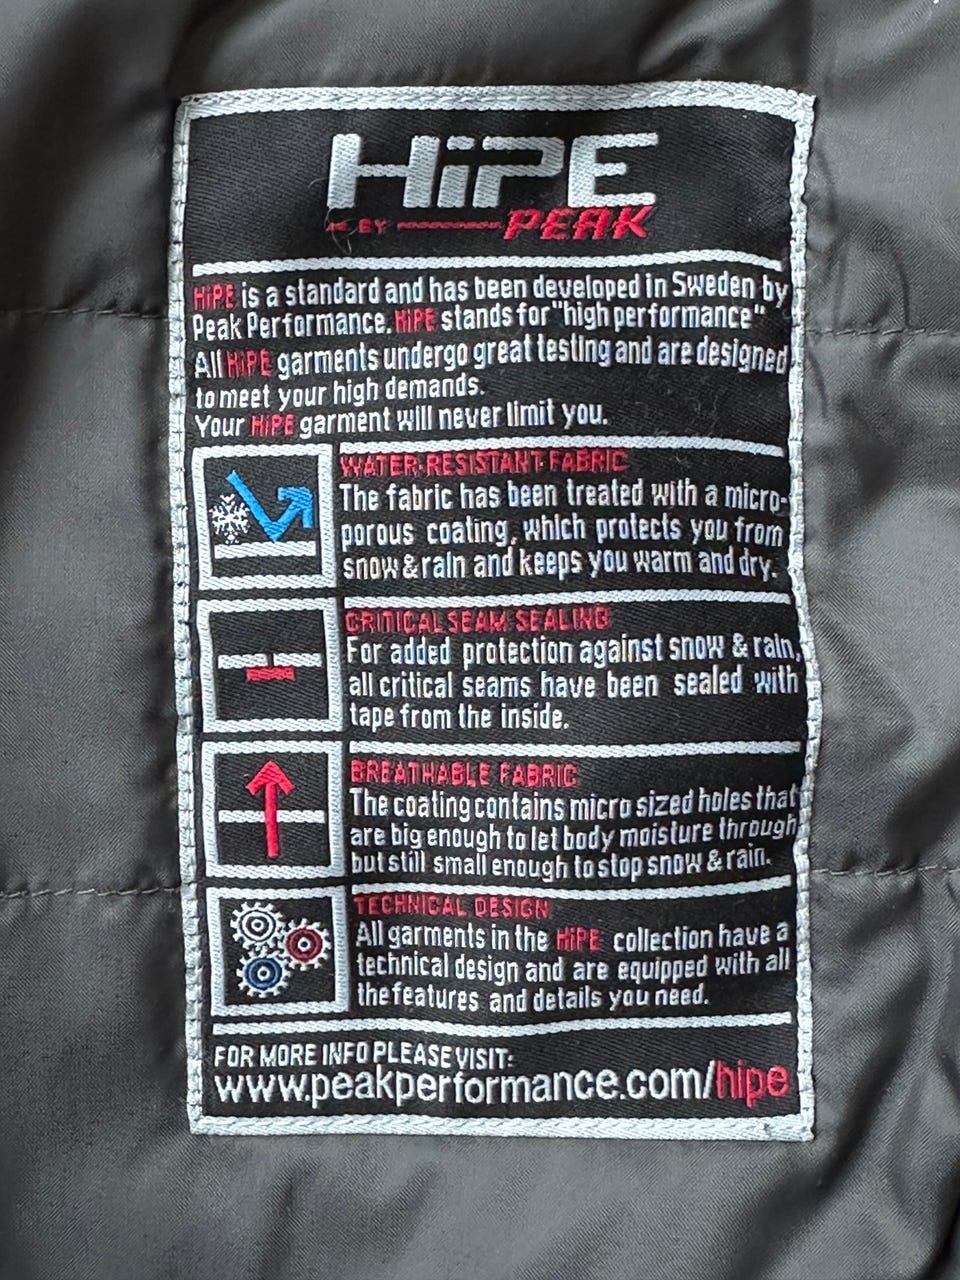 HiPE
BY PEAK
HiPE is a standard and has been developed in Sweden by
Peak Performance. HiPE stands for "high performance"
All HiPE garments undergo great testing and are designed
to meet your high demands.
Your HiPE garment will never limit you.
WATER-RESISTANT FABRIC
The fabric has been treated with a micro-
porous coating, which protects you from
snow & rain and keeps you warm and dry.
CRITICAL SEAM SEALING
For added protection against snow & rain,
all critical seams have been sealed with
tape from the inside.
BREATHABLE FABRIC
The coating contains micro sized holes that
are big enough to let body moisture through
but still small enough to stop snow & rain.
TECHNICAL DESIGN
All garments in the HiPE collection have a
technical design and are equipped with all
the features and details you need.
FOR MORE INFO PLEASE VISIT:
www.peakperformance.com/hipe